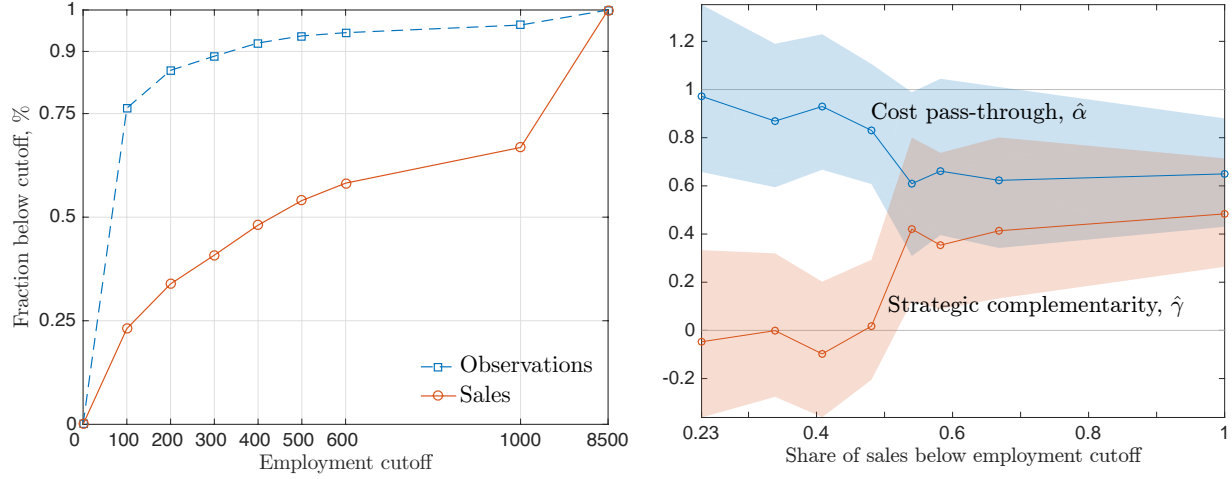 Fraction below cutoff, %
1
0.9
0.75
0.5
0.25
0
0 100 200 300 400 500 600 1000 8500
Employment cutoff
Observations
Sales
1.2
1
0.8
0.6
0.4
0.2
0
-0.2
0.23 0.4 0.6 0.8 1
Share of sales below employment cutoff
Cost pass-through, α̂
Strategic complementarity, γ̂